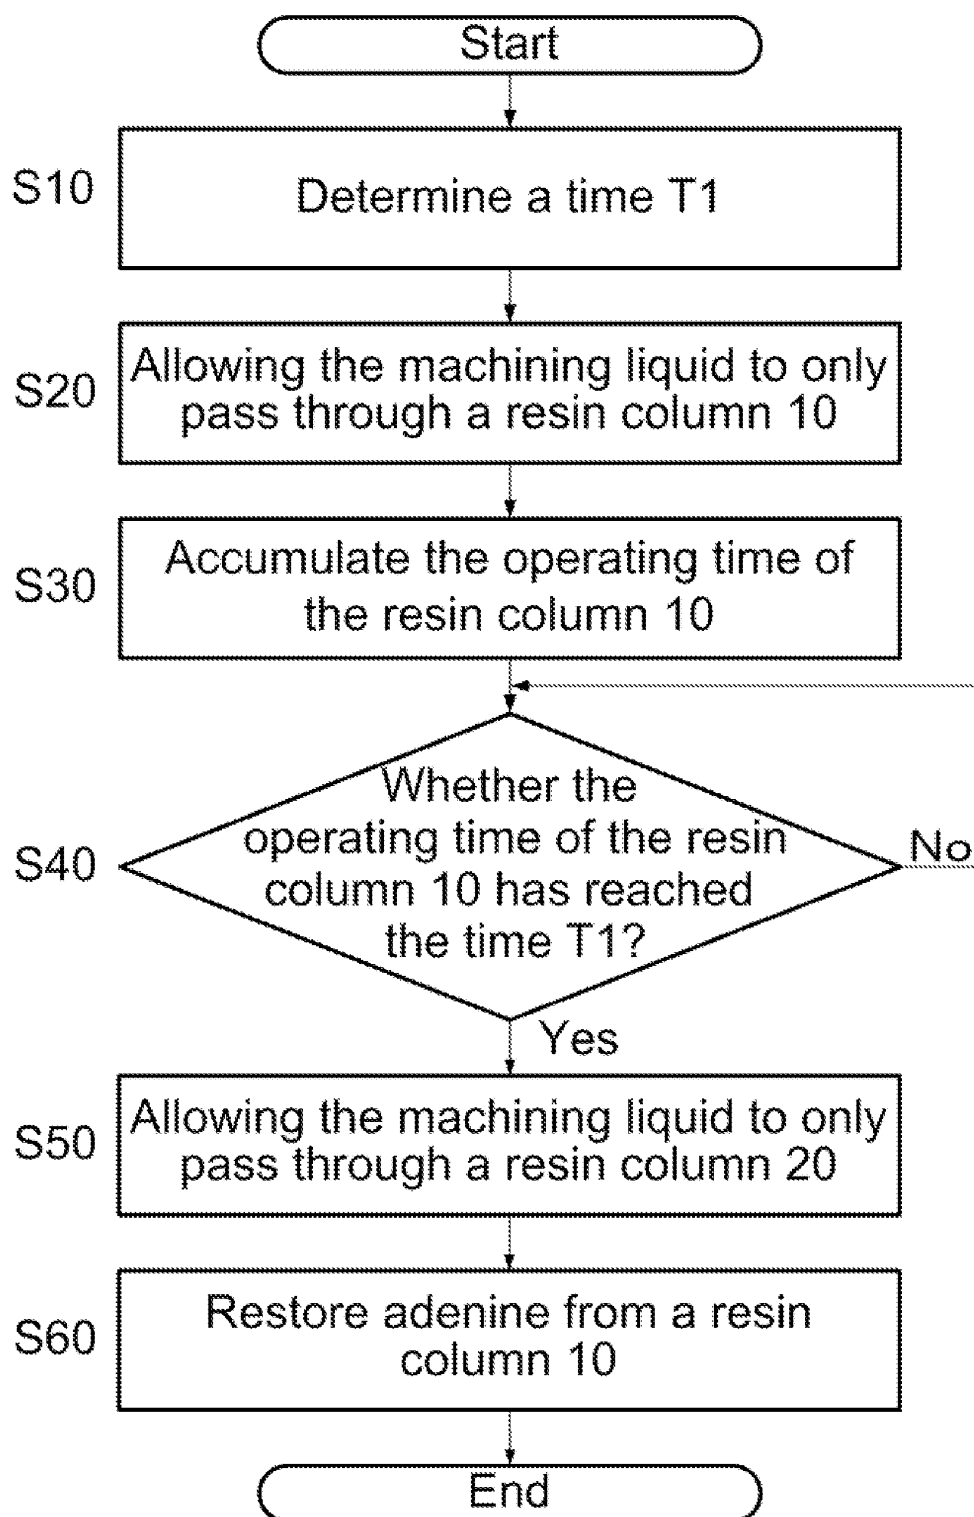 Start
S10
Determine a time T1
S20
Allowing the machining liquid to only
pass through a resin column 10
S30
Accumulate the operating time of
the resin column 10
S40
Whether the
operating time of the resin
column 10 has reached
the time T1?
No
Yes
S50
Allowing the machining liquid to only
pass through a resin column 20
S60
Restore adenine from a resin
column 10
End